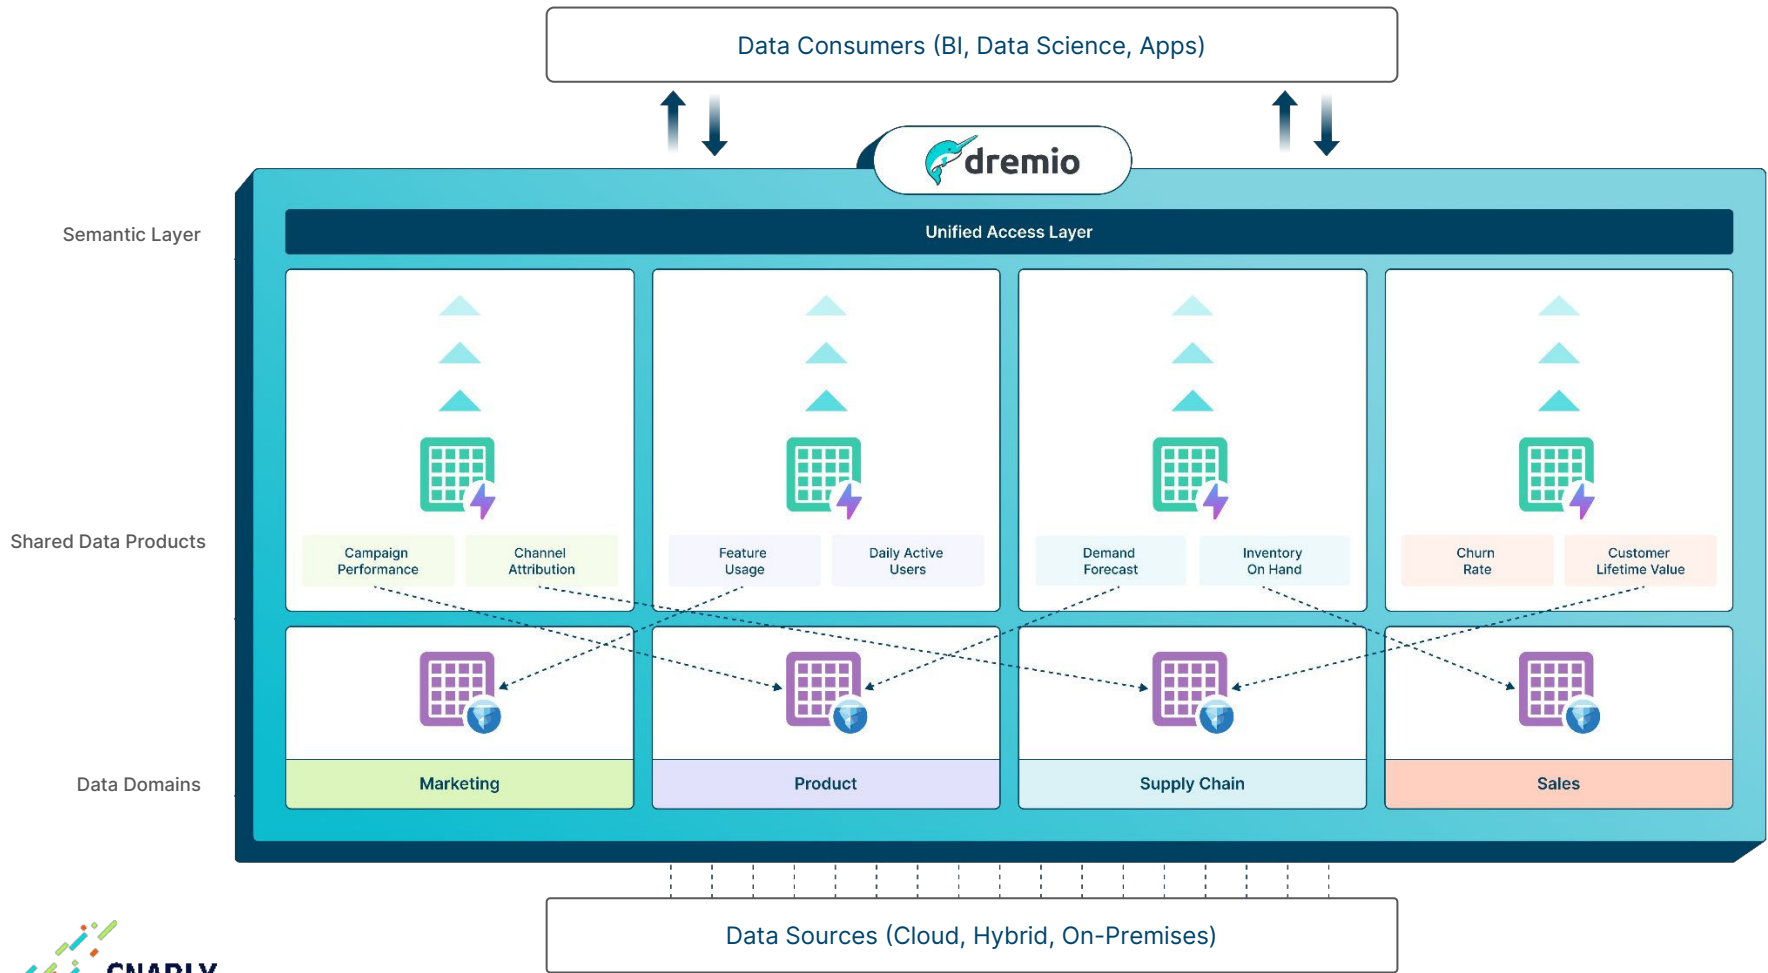 Data Consumers (BI, Data Science, Apps)
dremio
Semantic Layer
Unified Access Layer
Shared Data Products
Campaign
Performance
Channel
Attribution
Feature
Usage
Daily Active
Users
Demand
Forecast
Inventory
On Hand
Churn
Rate
Customer
Lifetime Value
Data Domains
Marketing
Product
Supply Chain
Sales
Data Sources (Cloud, Hybrid, On-Premises)